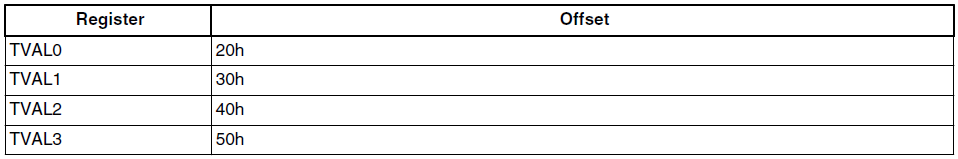 Register Offset
TVAL0 20h
TVAL1 30h
TVAL2 40h
TVAL3 50h